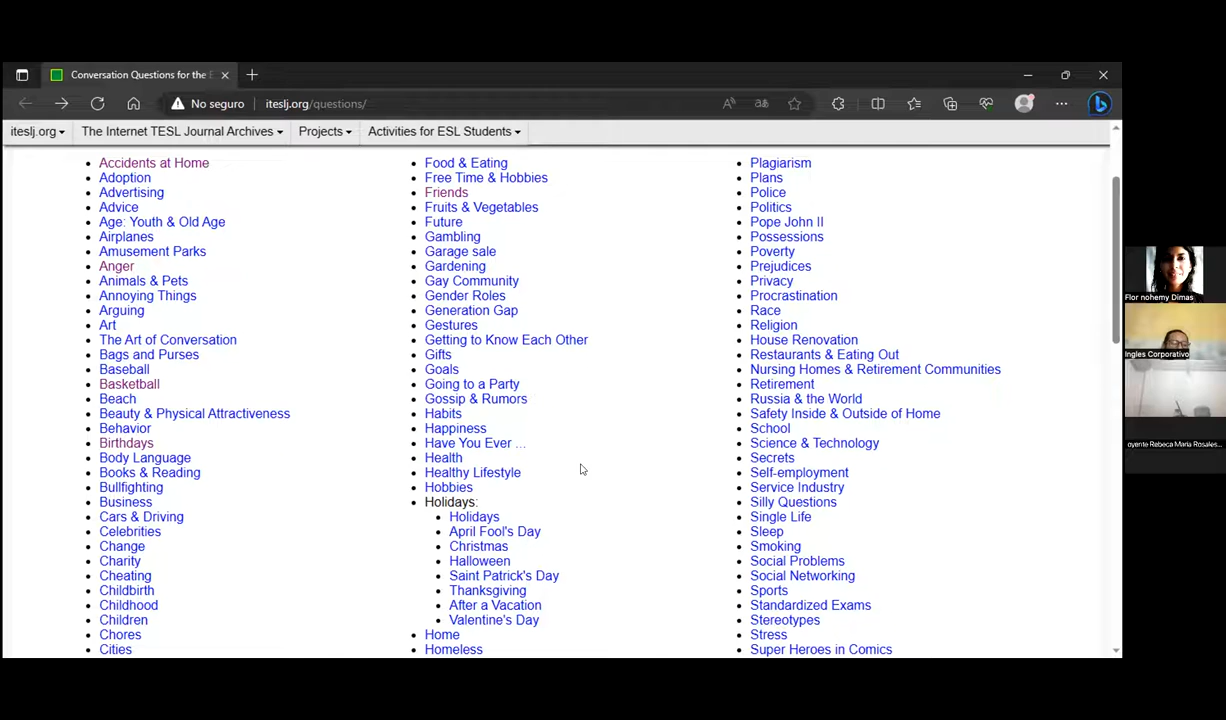 Conversation Questions for the E
No seguro
iteslj.org/questions/
iteslj.org
The Internet TESL Journal Archives
Projects
Activities for ESL Students
Accidents at Home
Adoption
Advertising
Advice
Age: Youth & Old Age
Airplanes
Amusement Parks
Anger
Animals & Pets
Annoying Things
Arguing
Art
The Art of Conversation
Bags and Purses
Baseball
Basketball
Beach
Beauty & Physical Attractiveness
Behavior
Birthdays
Body Language
Books & Reading
Bullfighting
Business
Cars & Driving
Celebrities
Change
Charity
Cheating
Childbirth
Childhood
Children
Chores
Cities
Food & Eating
Free Time & Hobbies
Friends
Fruits & Vegetables
Future
Gambling
Garage sale
Gardening
Gay Community
Gender Roles
Generation Gap
Gestures
Getting to Know Each Other
Gifts
Goals
Going to a Party
Gossip & Rumors
Habits
Happiness
Have You Ever ...
Health
Healthy Lifestyle
Hobbies
Holidays:
Holidays
April Fool's Day
Christmas
Halloween
Saint Patrick's Day
Thanksgiving
After a Vacation
Valentine's Day
Home
Homeless
Plagiarism
Plans
Police
Politics
Pope John II
Possessions
Poverty
Prejudices
Privacy
Procrastination
Race
Religion
House Renovation
Restaurants & Eating Out
Nursing Homes & Retirement Communities
Retirement
Russia & the World
Safety Inside & Outside of Home
School
Science & Technology
Secrets
Self-employment
Service Industry
Silly Questions
Single Life
Sleep
Smoking
Social Problems
Social Networking
Sports
Standardized Exams
Stereotypes
Stress
Super Heroes in Comics
Flor nohemy Dimas
Ingles Corporativo
oyente Rebeca Maria Rosales...